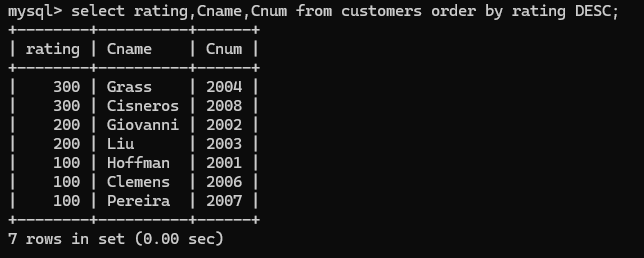 mysql> select rating,Cname,Cnum from customers order by rating DESC;
+--------+----------+------+
| rating | Cname    | Cnum |
+--------+----------+------+
|    300 | Grass    | 2004 |
|    300 | Cisneros | 2008 |
|    200 | Giovanni | 2002 |
|    200 | Liu      | 2003 |
|    100 | Hoffman  | 2001 |
|    100 | Clemens  | 2006 |
|    100 | Pereira  | 2007 |
+--------+----------+------+
7 rows in set (0.00 sec)